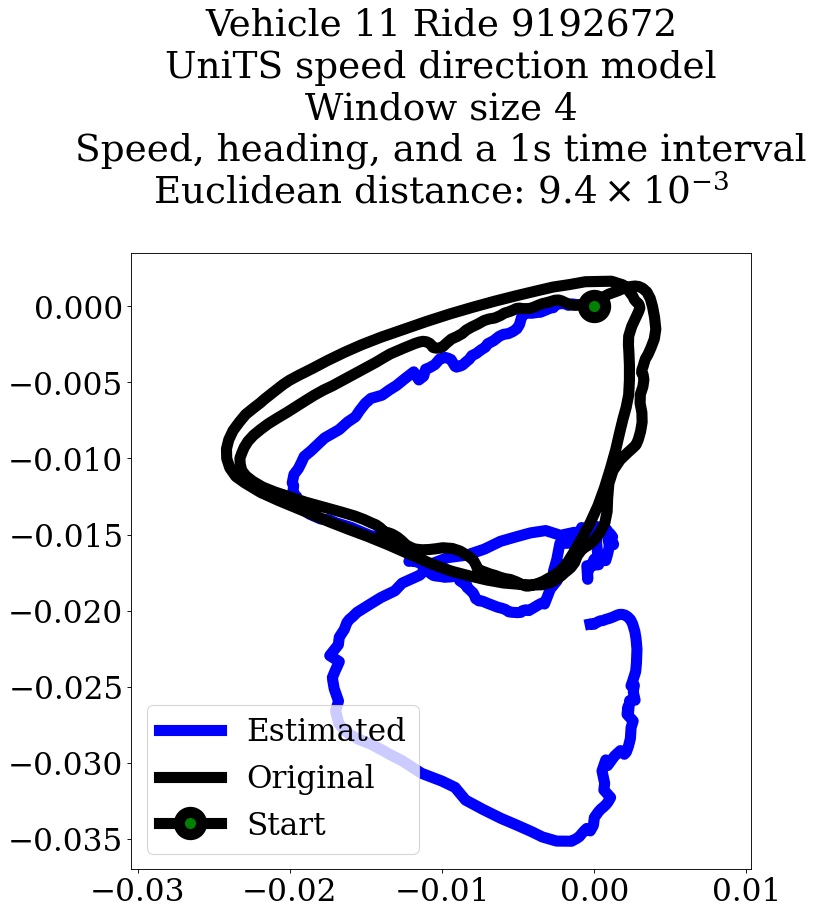 Vehicle 11 Ride 9192672
UniTS speed direction model
Window size 4
Speed, heading, and a 1s time interval
Euclidean distance: 9.4 × 10⁻³
0.000
−0.005
−0.010
−0.015
−0.020
−0.025
−0.030
−0.035
Estimated
Original
Start
−0.03 −0.02 −0.01 0.00 0.01